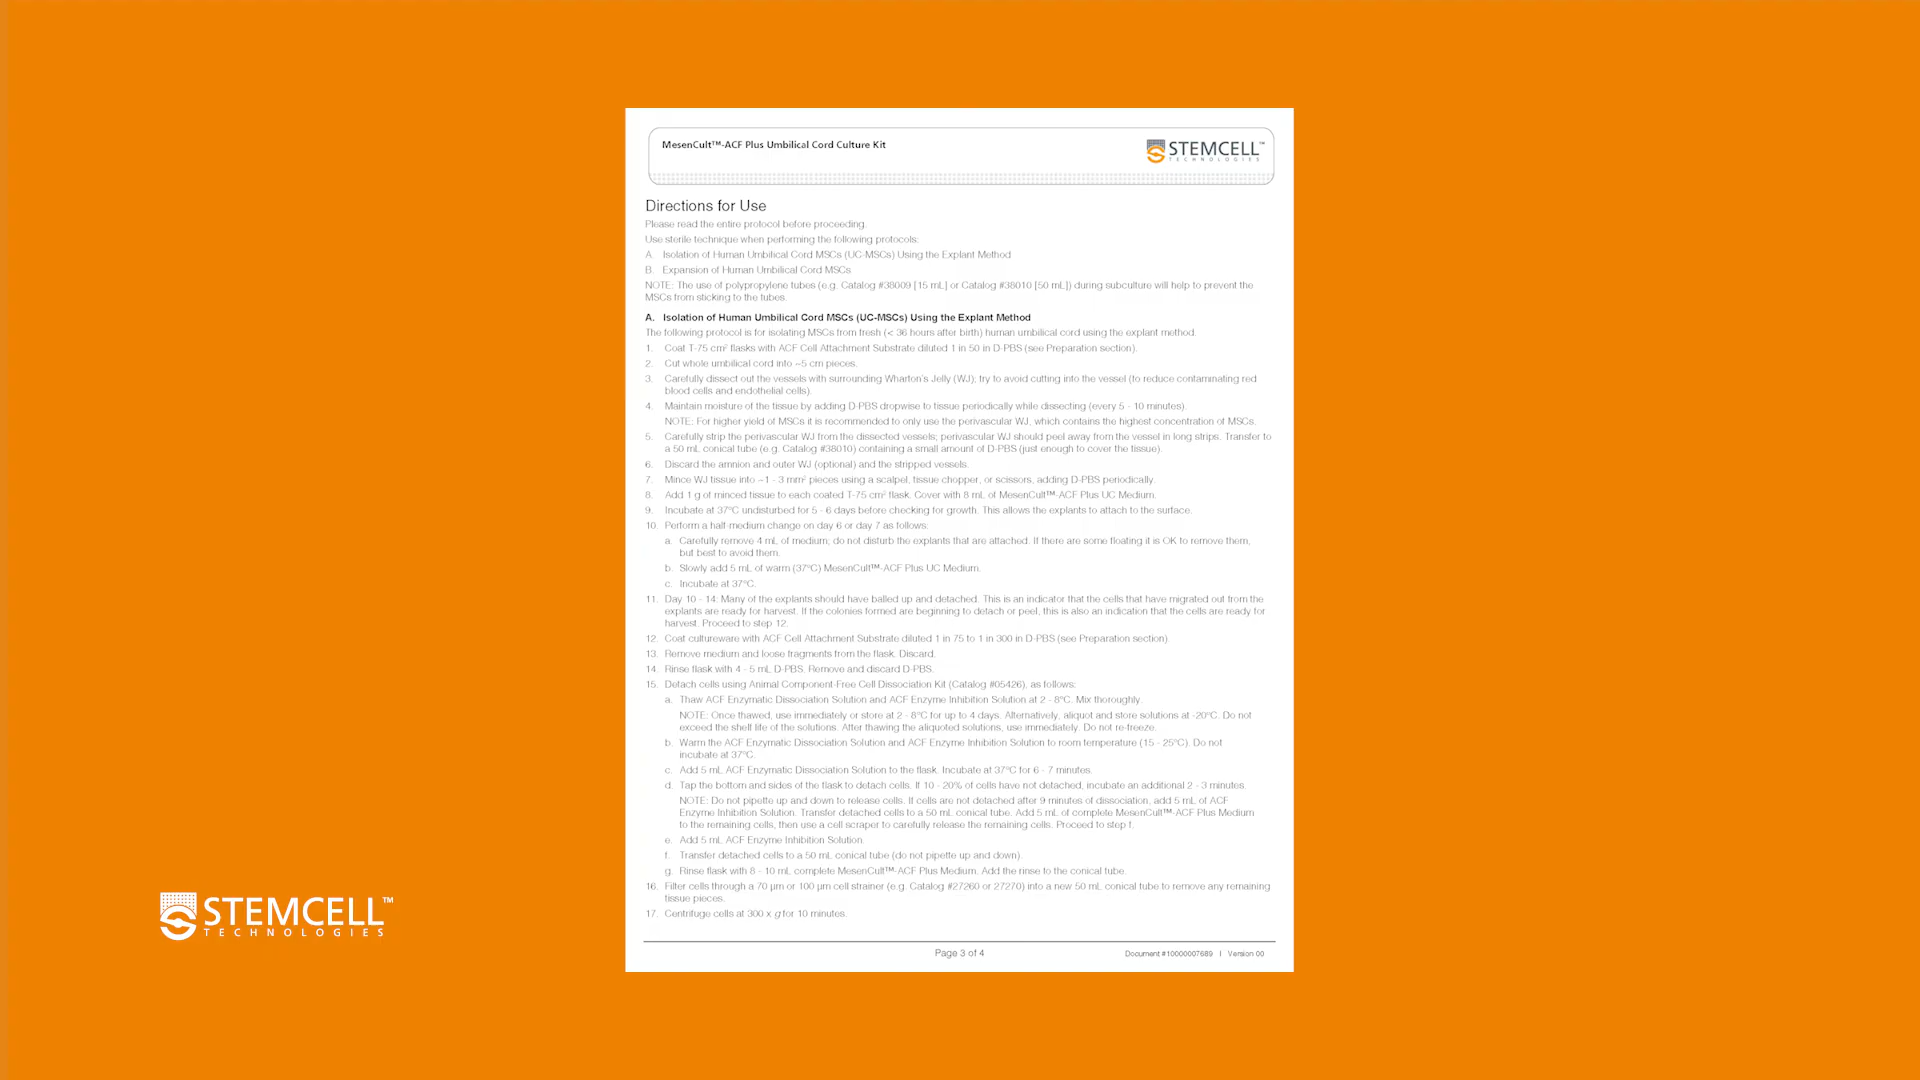 MesenCult™-ACF Plus Umbilical Cord Culture Kit
STEMCELL™
TECHNOLOGIES
Directions for Use
Please read the entire protocol before proceeding.
Use sterile technique when performing the following protocols:
A. Isolation of Human Umbilical Cord MSCs (UC-MSCs) Using the Explant Method
B. Expansion of Human Umbilical Cord MSCs
NOTE: The use of polypropylene tubes (e.g. Catalog #38009 [15 mL] or Catalog #38010 [50 mL]) during subculture will help to prevent the
MSCs from sticking to the tubes.
A. Isolation of Human Umbilical Cord MSCs (UC-MSCs) Using the Explant Method
The following protocol is for isolating MSCs from fresh (< 36 hours after birth) human umbilical cord using the explant method.
1. Coat T-75 cm² flasks with ACF Cell Attachment Substrate diluted 1 in 50 in D-PBS (see Preparation section).
2. Cut whole umbilical cord into ~5 cm pieces.
3. Carefully dissect out the vessels with surrounding Wharton's Jelly (WJ); try to avoid cutting into the vessel (to reduce contaminating red
blood cells and endothelial cells).
4. Maintain moisture of the tissue by adding D-PBS dropwise to tissue periodically while dissecting (every 5 - 10 minutes).
NOTE: For higher yield of MSCs it is recommended to only use the perivascular WJ, which contains the highest concentration of MSCs.
5. Carefully strip the perivascular WJ from the dissected vessels; perivascular WJ should peel away from the vessel in long strips. Transfer to
a 50 mL conical tube (e.g. Catalog #38010) containing a small amount of D-PBS (just enough to cover the tissue).
6. Discard the amnion and outer WJ (optional) and the stripped vessels.
7. Mince WJ tissue into ~1 - 3 mm² pieces using a scalpel, tissue chopper, or scissors, adding D-PBS periodically.
8. Add 1 g of minced tissue to each coated T-75 cm² flask. Cover with 8 mL of MesenCult™-ACF Plus UC Medium.
9. Incubate at 37°C undisturbed for 5 - 6 days before checking for growth. This allows the explants to attach to the surface.
10. Perform a half-medium change on day 6 or day 7 as follows:
a. Carefully remove 4 mL of medium; do not disturb the explants that are attached. If there are some floating it is OK to remove them,
but best to avoid them.
b. Slowly add 5 mL of warm (37°C) MesenCult™-ACF Plus UC Medium.
c. Incubate at 37°C.
11. Day 10 - 14: Many of the explants should have balled up and detached. This is an indicator that the cells that have migrated out from the
explants are ready for harvest. If the colonies formed are beginning to detach or peel, this is also an indication that the cells are ready for
harvest. Proceed to step 12.
12. Coat cultureware with ACF Cell Attachment Substrate diluted 1 in 75 to 1 in 300 in D-PBS (see Preparation section).
13. Remove medium and loose fragments from the flask. Discard.
14. Rinse flask with 4 - 5 mL D-PBS. Remove and discard D-PBS.
15. Detach cells using Animal Component-Free Cell Dissociation Kit (Catalog #05426), as follows:
a. Thaw ACF Enzymatic Dissociation Solution and ACF Enzyme Inhibition Solution at 2 - 8°C. Mix thoroughly.
NOTE: Once thawed, use immediately or store at 2 - 8°C for up to 4 days. Alternatively, aliquot and store solutions at -20°C. Do not
exceed the shelf life of the solutions. After thawing the aliquoted solutions, use immediately. Do not re-freeze.
b. Warm the ACF Enzymatic Dissociation Solution and ACF Enzyme Inhibition Solution to room temperature (15 - 25°C). Do not
incubate at 37°C.
c. Add 5 mL ACF Enzymatic Dissociation Solution to the flask. Incubate at 37°C for 6 - 7 minutes.
d. Tap the bottom and sides of the flask to detach cells. If 10 - 20% of cells have not detached, incubate an additional 2 - 3 minutes.
NOTE: Do not pipette up and down to release cells. If cells are not detached after 9 minutes of dissociation, add 5 mL of ACF
Enzyme Inhibition Solution. Transfer detached cells to a 50 mL conical tube. Add 5 mL of complete MesenCult™-ACF Plus Medium
to the remaining cells, then use a cell scraper to carefully release the remaining cells. Proceed to step f.
e. Add 5 mL ACF Enzyme Inhibition Solution.
f. Transfer detached cells to a 50 mL conical tube (do not pipette up and down).
g. Rinse flask with 8 - 10 mL complete MesenCult™-ACF Plus Medium. Add the rinse to the conical tube.
16. Filter cells through a 70 µm or 100 µm cell strainer (e.g. Catalog #27260 or 27270) into a new 50 mL conical tube to remove any remaining
tissue pieces.
17. Centrifuge cells at 300 x g for 10 minutes.
Page 3 of 4
Document #10000007689 | Version 00
STEMCELL™
TECHNOLOGIES